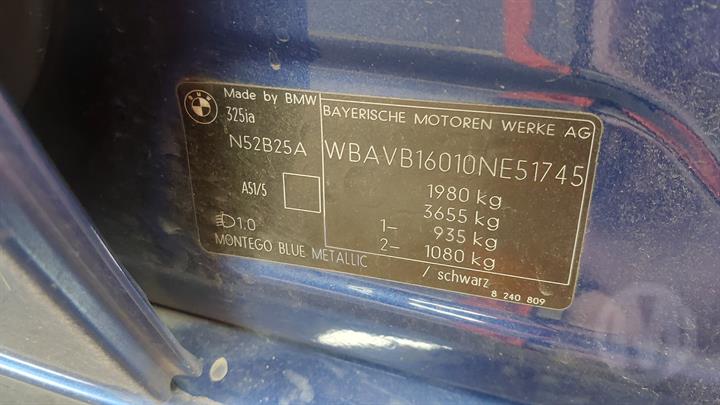 BMW
Made by BMW
325ia
N52B25A
A51/5
1.0
MONTEGO BLUE METALLIC
BAYERISCHE MOTOREN WERKE AG
WBAVB16010NE51745
1980 kg
3655 kg
1– 935 kg
2– 1080 kg
/ schwarz
8 240 809